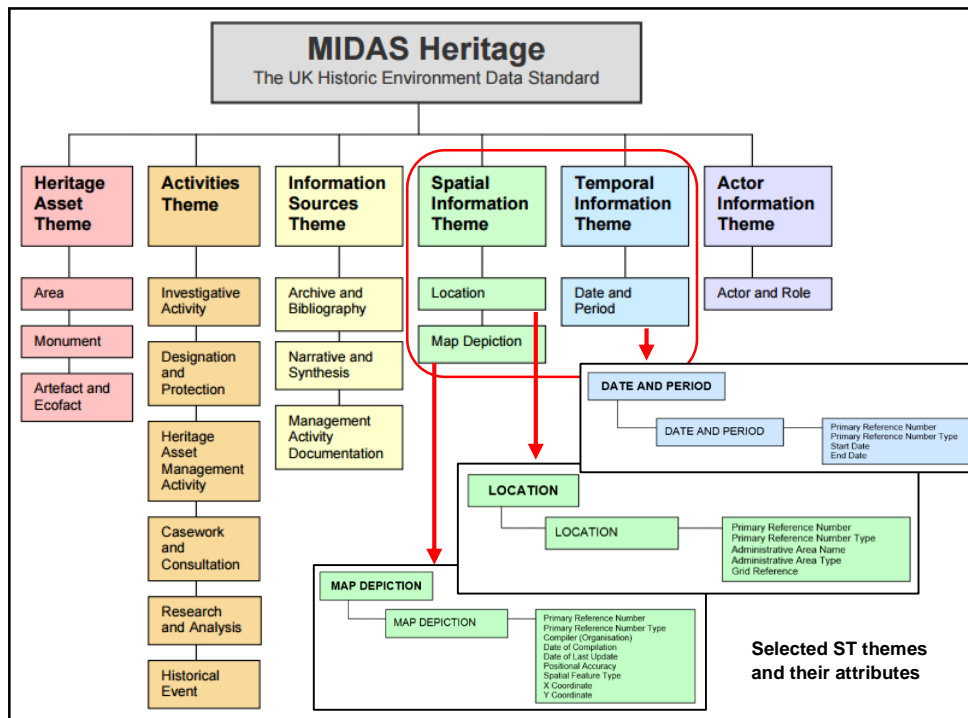 MIDAS Heritage
The UK Historic Environment Data Standard
Heritage
Asset
Theme
Area
Monument
Artefact and
Ecofact
Activities
Theme
Investigative
Activity
Designation
and
Protection
Heritage
Asset
Management
Activity
Casework
and
Consultation
Research
and Analysis
Historical
Event
Information
Sources
Theme
Archive and
Bibliography
Narrative and
Synthesis
Management
Activity
Documentation
Spatial
Information
Theme
Location
Map Depiction
Temporal
Information
Theme
Date and
Period
Actor
Information
Theme
Actor and Role
DATE AND PERIOD
DATE AND PERIOD
Primary Reference Number
Primary Reference Number Type
Start Date
End Date
LOCATION
LOCATION
Primary Reference Number
Primary Reference Number Type
Administrative Area Name
Administrative Area Type
Grid Reference
MAP DEPICTION
MAP DEPICTION
Primary Reference Number
Primary Reference Number Type
Compiler (Organisation)
Date of Compilation
Date of Last Update
Positional Accuracy
Spatial Feature Type
X Coordinate
Y Coordinate
Selected ST themes
and their attributes